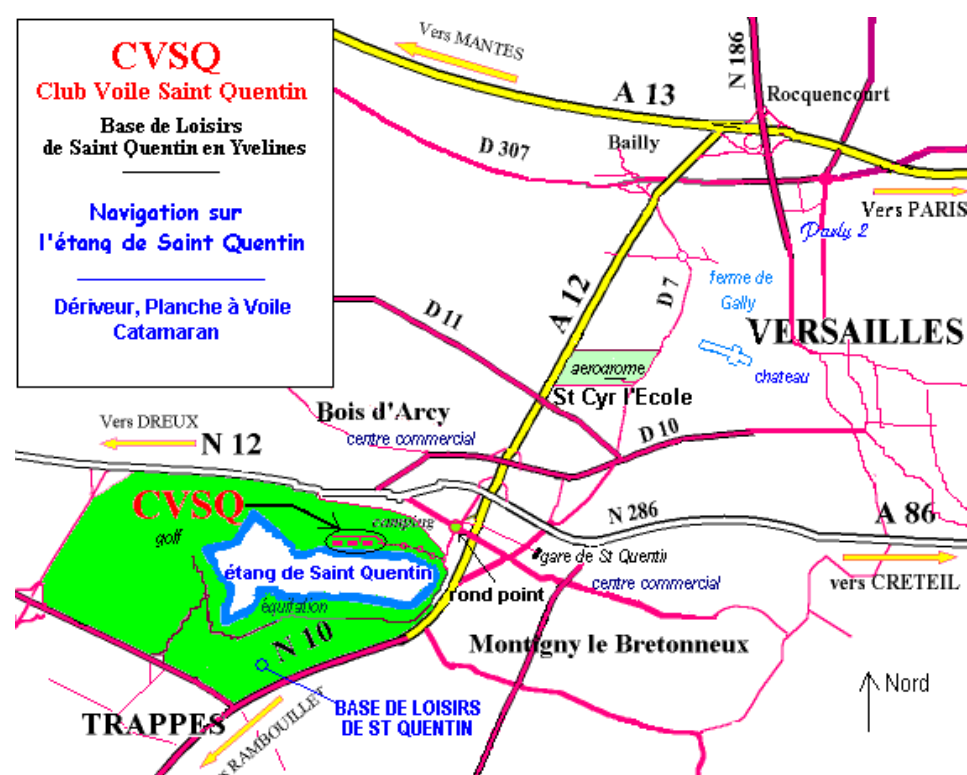 CVSQ
Club Voile Saint Quentin
Base de Loisirs
de Saint Quentin en Yvelines
Navigation sur
l'étang de Saint Quentin
Dériveur, Planche à Voile
Catamaran
Vers MANTES
A 13
N 186
Rocquencourt
D 307
Bailly
Vers PARIS
Parly 2
A 12
D 7
ferme de
Gally
D 11
VERSAILLES
aerodrome
chateau
St Cyr l'Ecole
Bois d'Arcy
centre commercial
D 10
Vers DREUX
N 12
CVSQ
camping
golf
N 286
A 86
gare de St Quentin
étang de Saint Quentin
centre commercial
vers CRETEIL
rond point
équitation
N 10
Montigny le Bretonneux
Nord
TRAPPES
BASE DE LOISIRS
DE ST QUENTIN
RAMBOUILLET